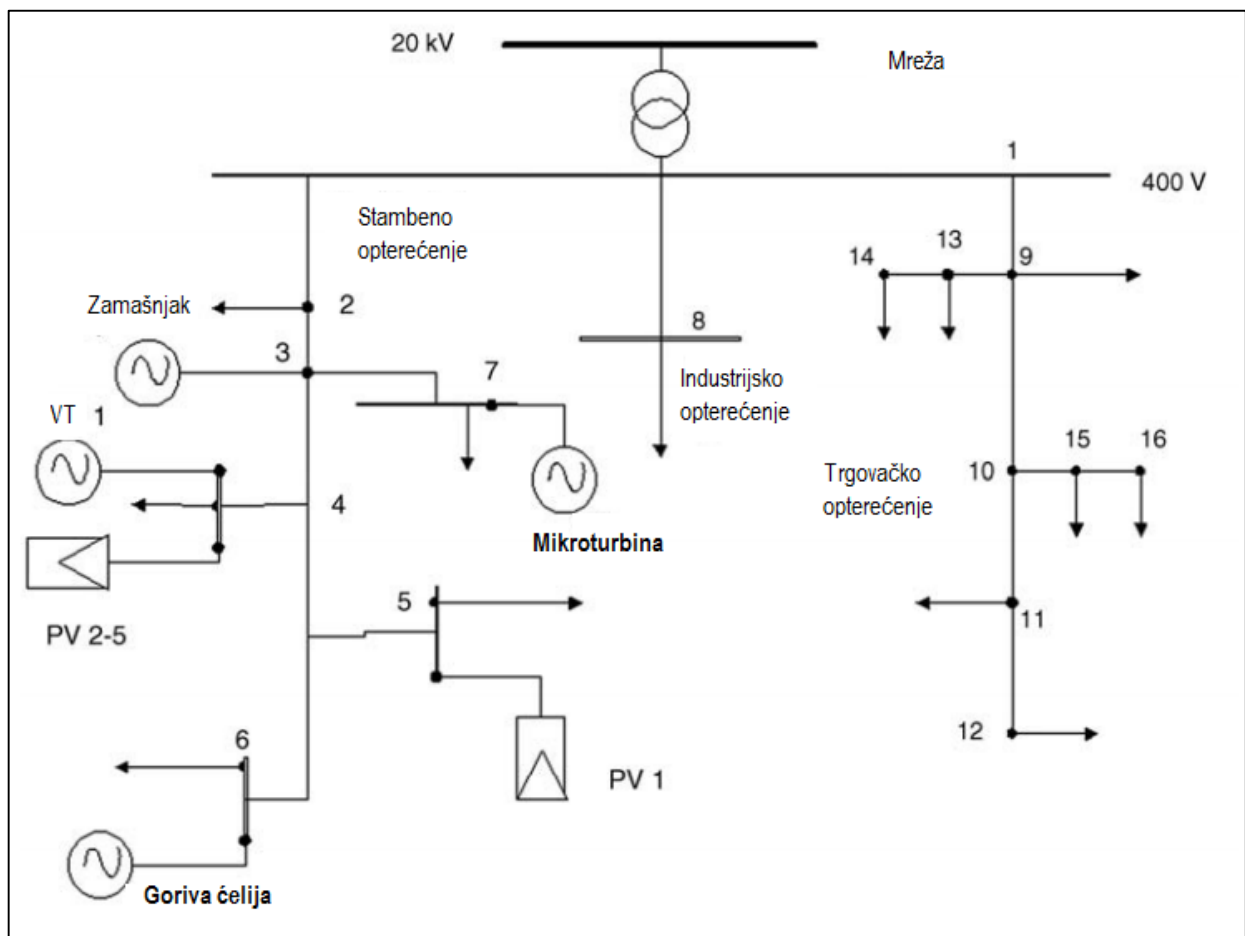 20 kV
Mreža
1
400 V
Stambeno
opterećenje
14
13
9
Zamašnjak
2
8
3
7
Industrijsko
opterećenje
VT 1
15
16
10
Trgovačko
opterećenje
4
Mikroturbina
5
PV 2-5
11
12
6
PV 1
Goriva ćelija